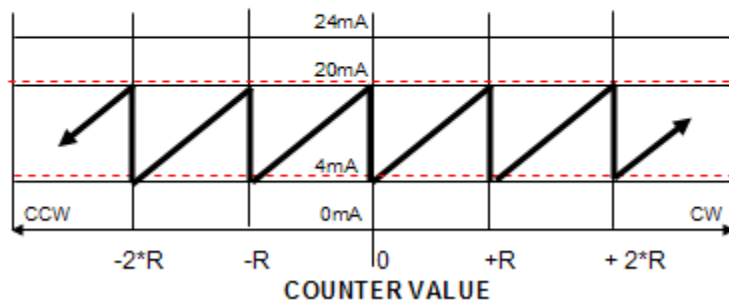 24mA
20mA
4mA
CCW 0mA CW
-2*R -R 0 +R + 2*R
COUNTER VALUE